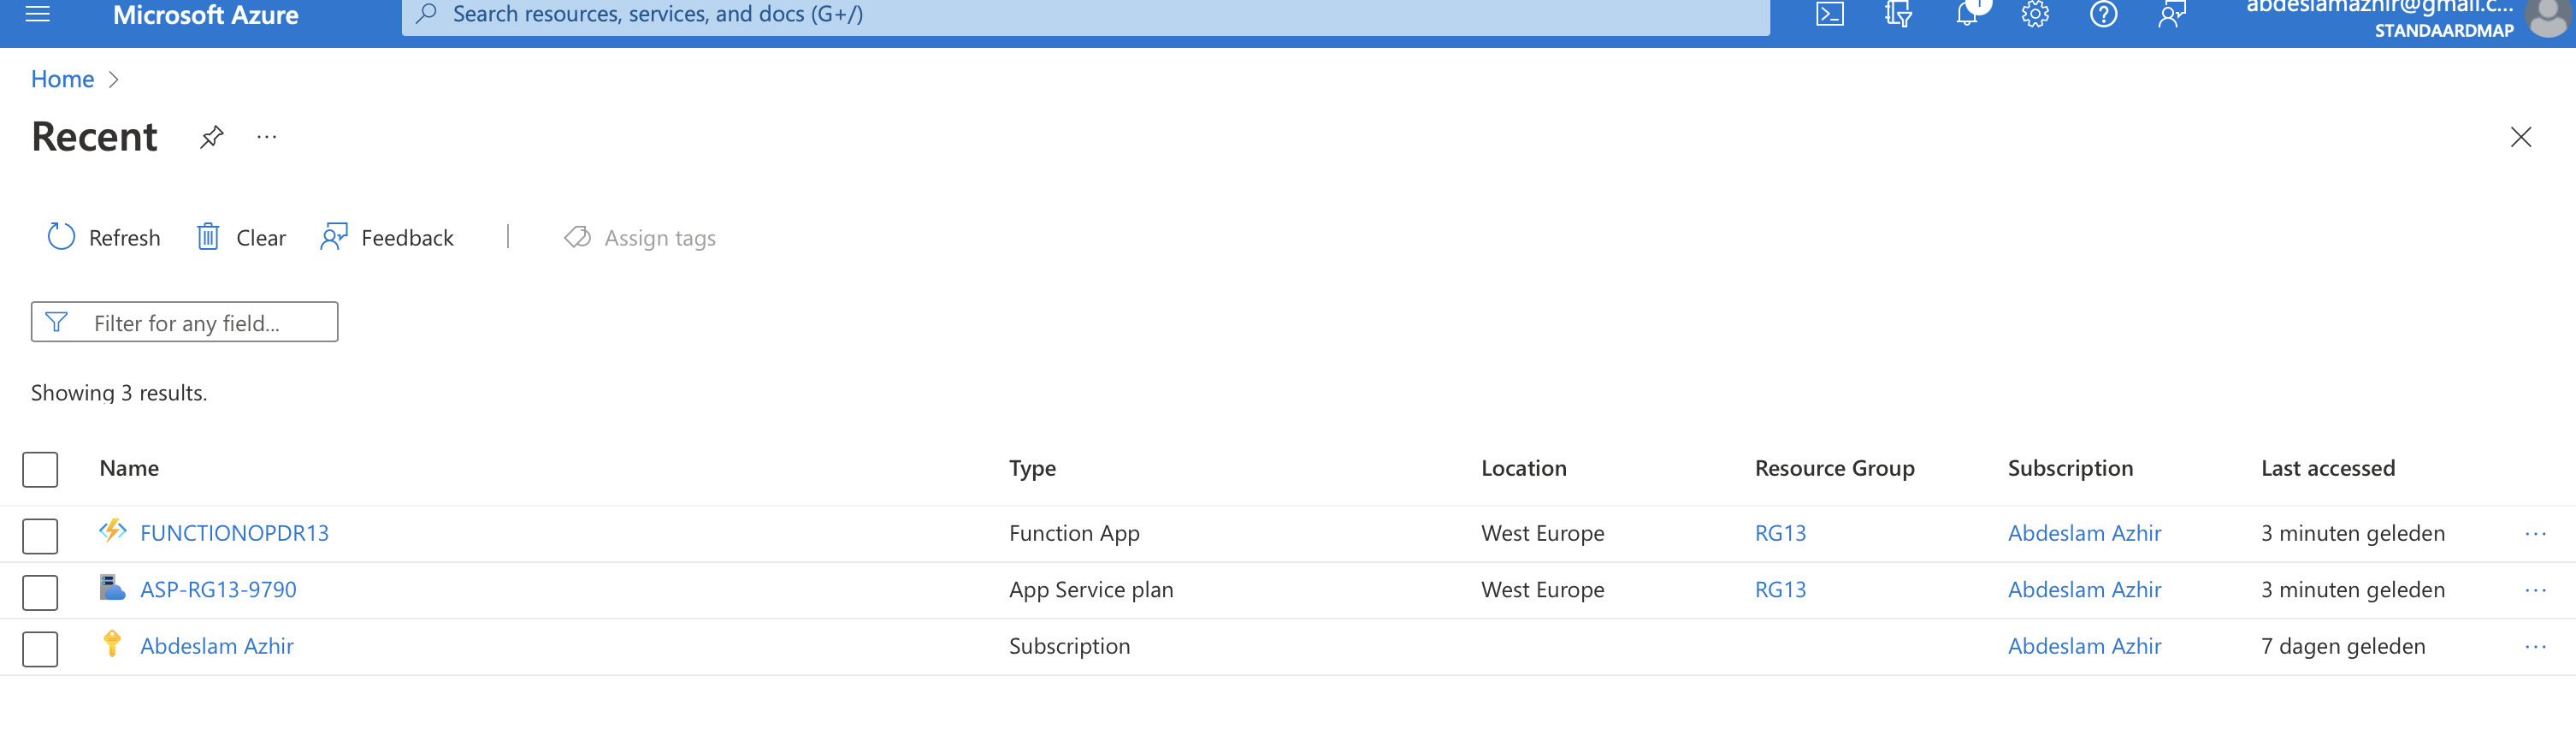 Microsoft Azure
Search resources, services, and docs (G+/)
1
abdeslamazhir@gmail.c...
STANDAARDMAP
Home
Recent
...
Refresh
Clear
Feedback
Assign tags
Filter for any field...
Showing 3 results.
Name Type Location Resource Group Subscription Last accessed
FUNCTIONOPDR13 Function App West Europe RG13 Abdeslam Azhir 3 minuten geleden ...
ASP-RG13-9790 App Service plan West Europe RG13 Abdeslam Azhir 3 minuten geleden ...
Abdeslam Azhir Subscription Abdeslam Azhir 7 dagen geleden ...